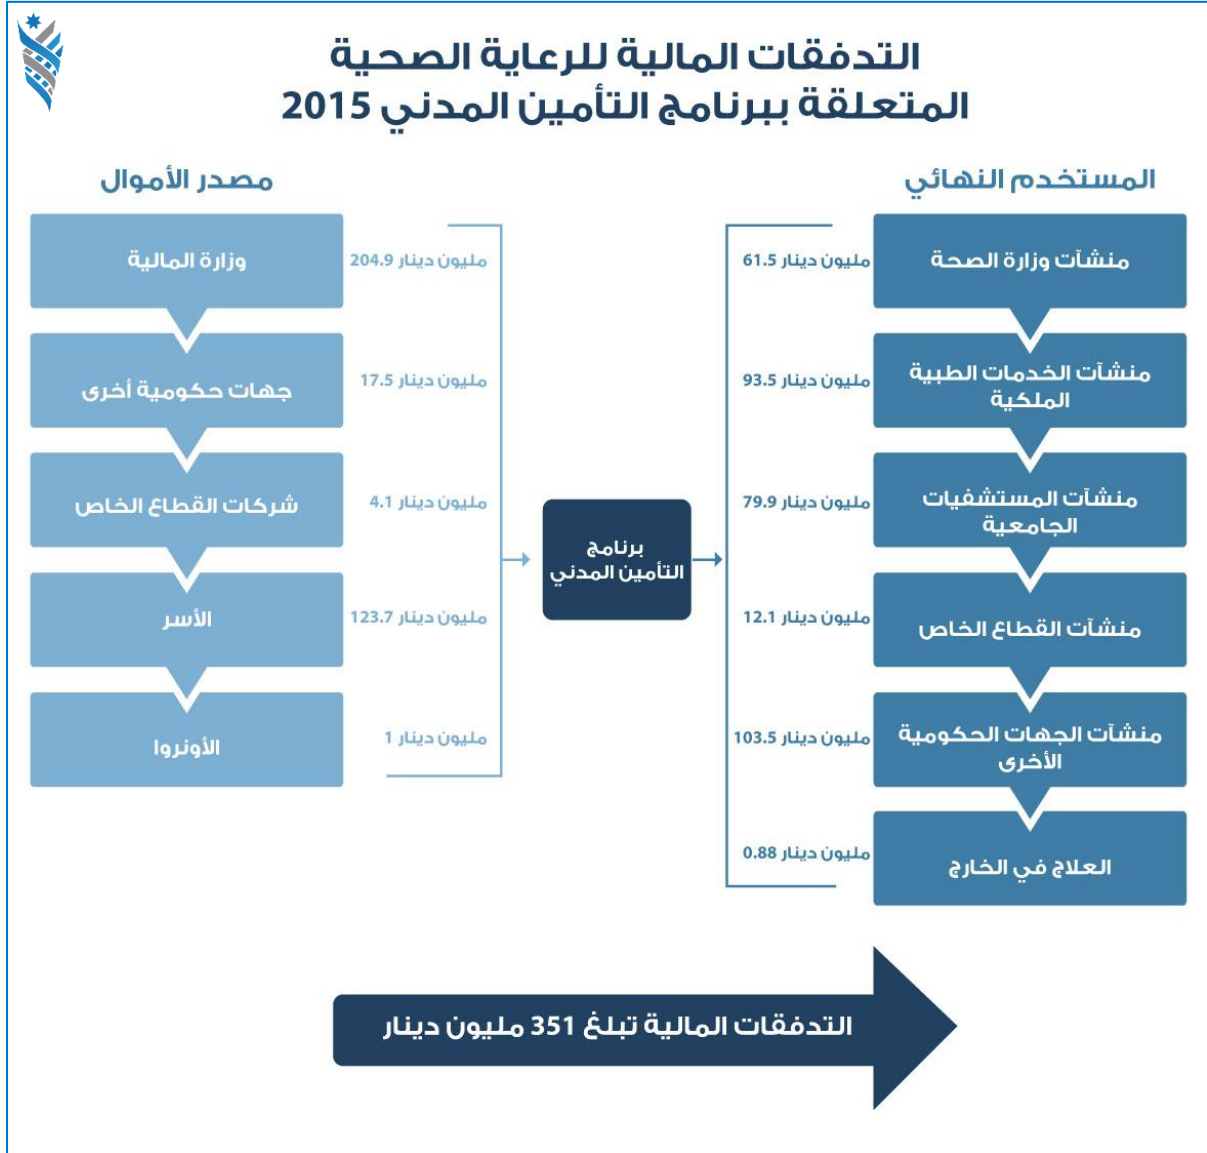 التدفقات المالية للرعاية الصحية
المتعلقة ببرنامج التأمين المدني 2015
المستخدم النهائي
منشآت وزارة الصحة
61.5 مليون دينار
منشآت الخدمات الطبية
الملكية
93.5 مليون دينار
منشآت المستشفيات
الجامعية
79.9 مليون دينار
منشآت القطاع الخاص
12.1 مليون دينار
منشآت الجهات الحكومية
الأخرى
103.5 مليون دينار
العلاج في الخارج
0.88 مليون دينار
برنامج
التأمين المدني
مصدر الأموال
وزارة المالية
204.9 مليون دينار
جهات حكومية أخرى
17.5 مليون دينار
شركات القطاع الخاص
4.1 مليون دينار
الأسر
123.7 مليون دينار
الأونروا
1 مليون دينار
التدفقات المالية تبلغ 351 مليون دينار